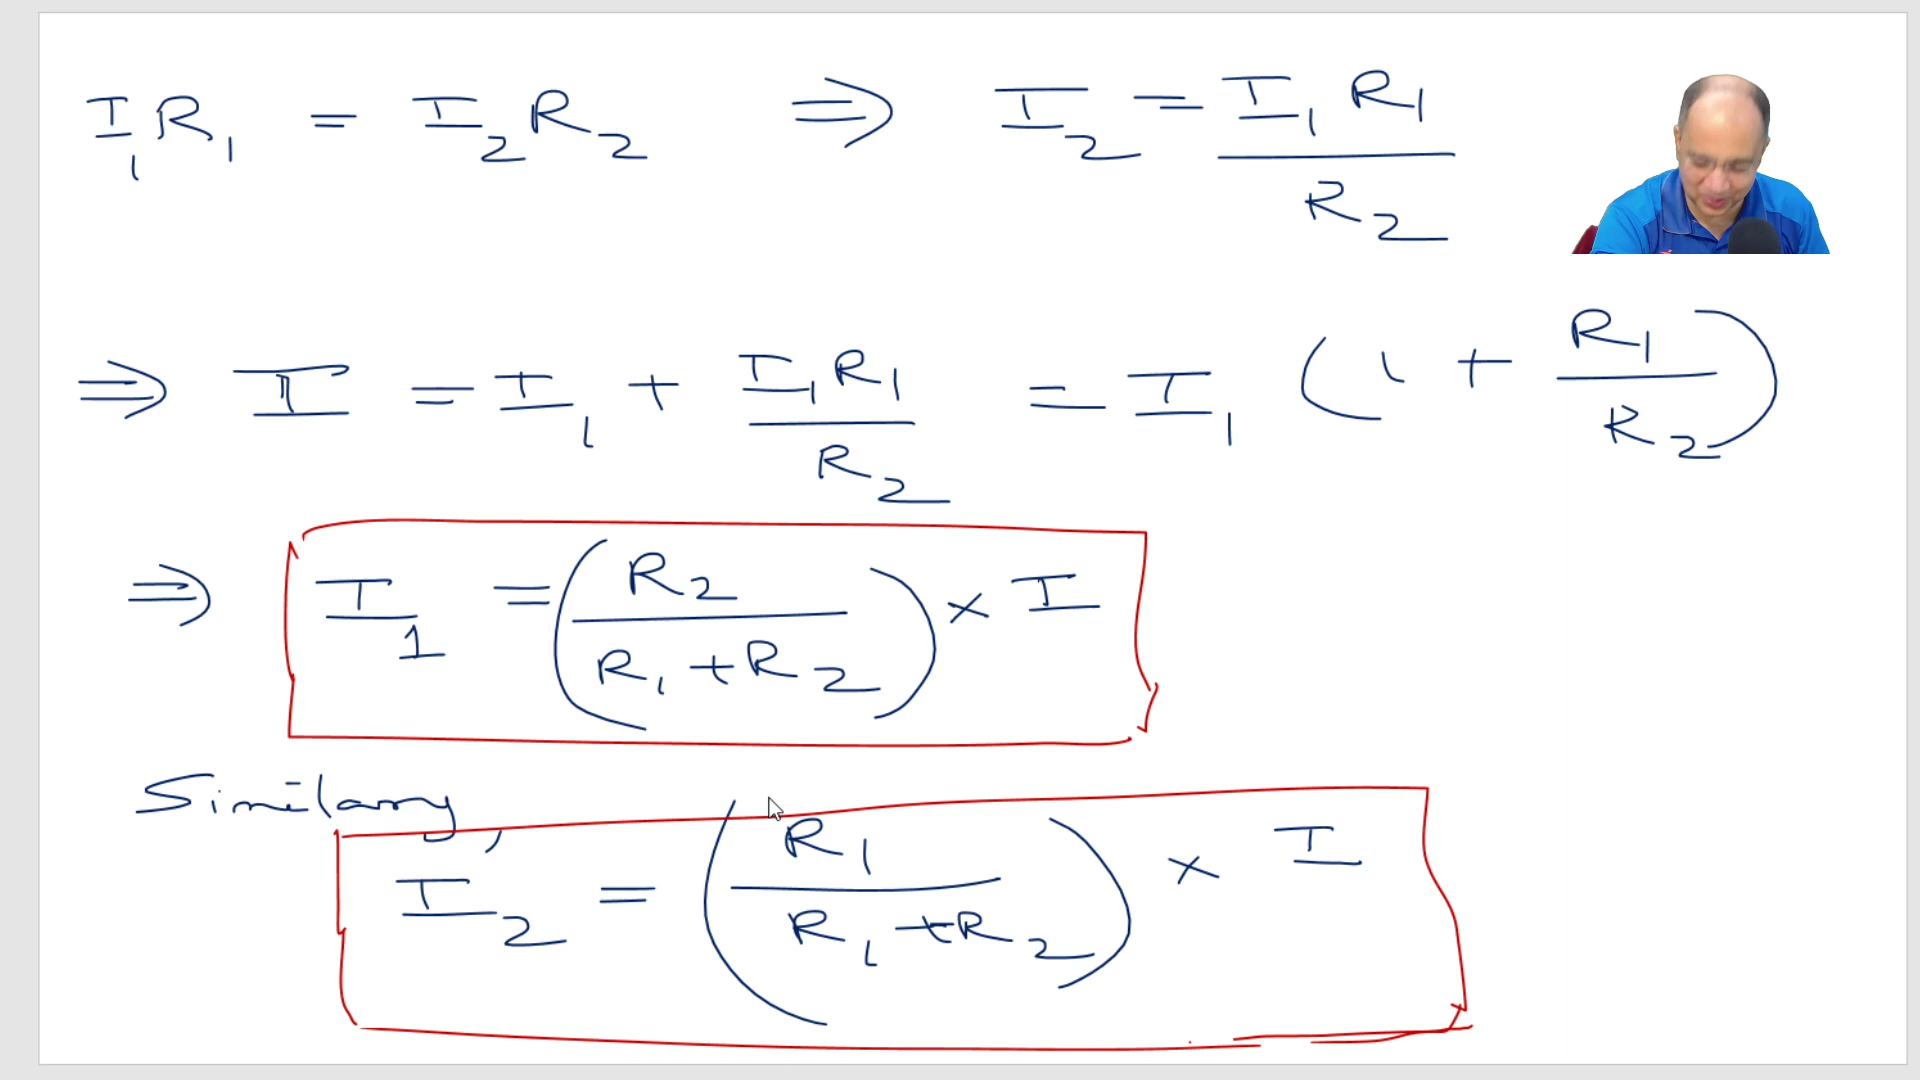 I₁R₁ = I₂R₂ ⇒ I₂ = I₁R₁/R₂
⇒ I = I₁ + I₁R₁/R₂ = I₁ (1 + R₁/R₂)
⇒ I₁ = (R₂/(R₁+R₂)) × I
Similarly,
I₂ = (R₁/(R₁+R₂)) × I